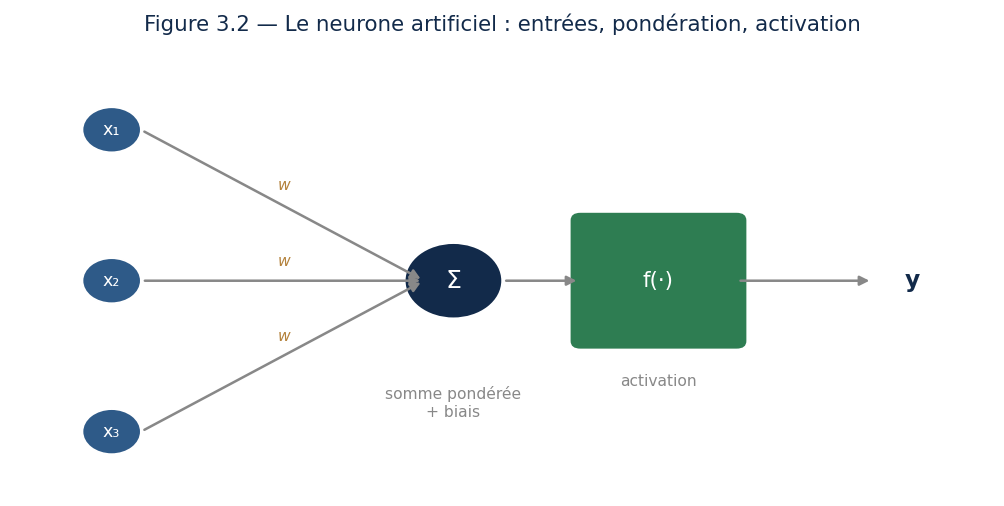 Figure 3.2 — Le neurone artificiel : entrées, pondération, activation
x₁
w
w
x₂
Σ
f(·)
y
w
activation
somme pondérée
+ biais
x₃